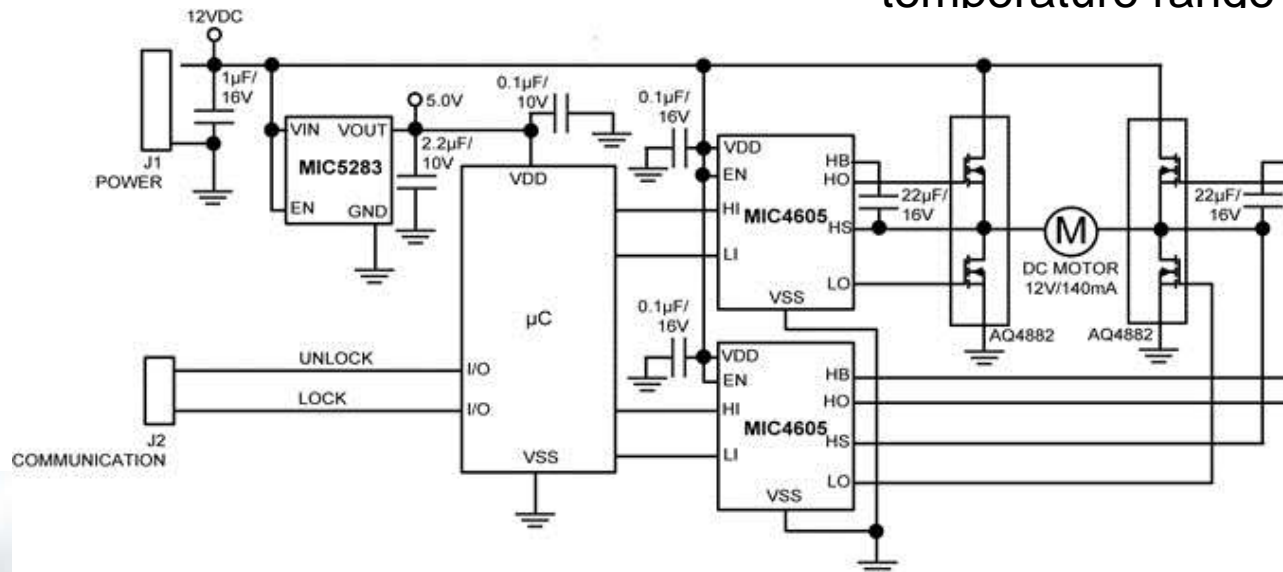 temperature range
12VDC
1µF/
16V
J1
POWER
VIN VOUT
MIC5283
EN GND
5.0V
2.2µF/
10V
0.1µF/
10V
VDD
µC
I/O
I/O
VSS
UNLOCK
LOCK
J2
COMMUNICATION
0.1µF/
16V
VDD
EN
HI
LI
MIC4605
HB
HO
HS
LO
VSS
22µF/
16V
M
DC MOTOR
12V/140mA
AQ4882
AQ4882
22µF/
16V
0.1µF/
16V
VDD
EN
HI
LI
MIC4605
HB
HO
HS
LO
VSS